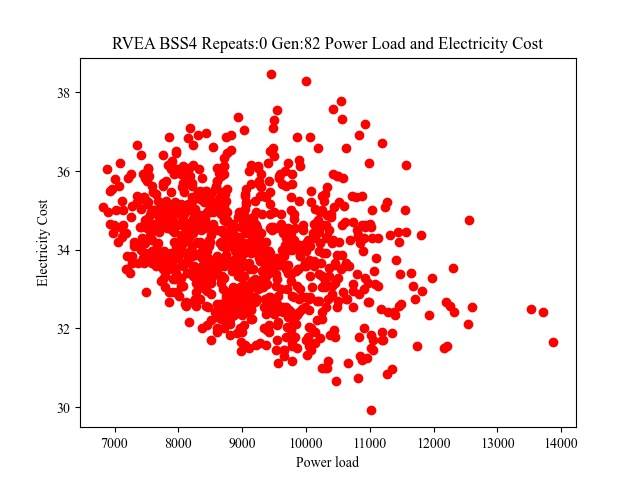 RVEA BSS4 Repeats:0 Gen:82 Power Load and Electricity Cost
Electricity Cost
38
36
34
32
30
7000 8000 9000 10000 11000 12000 13000 14000
Power load